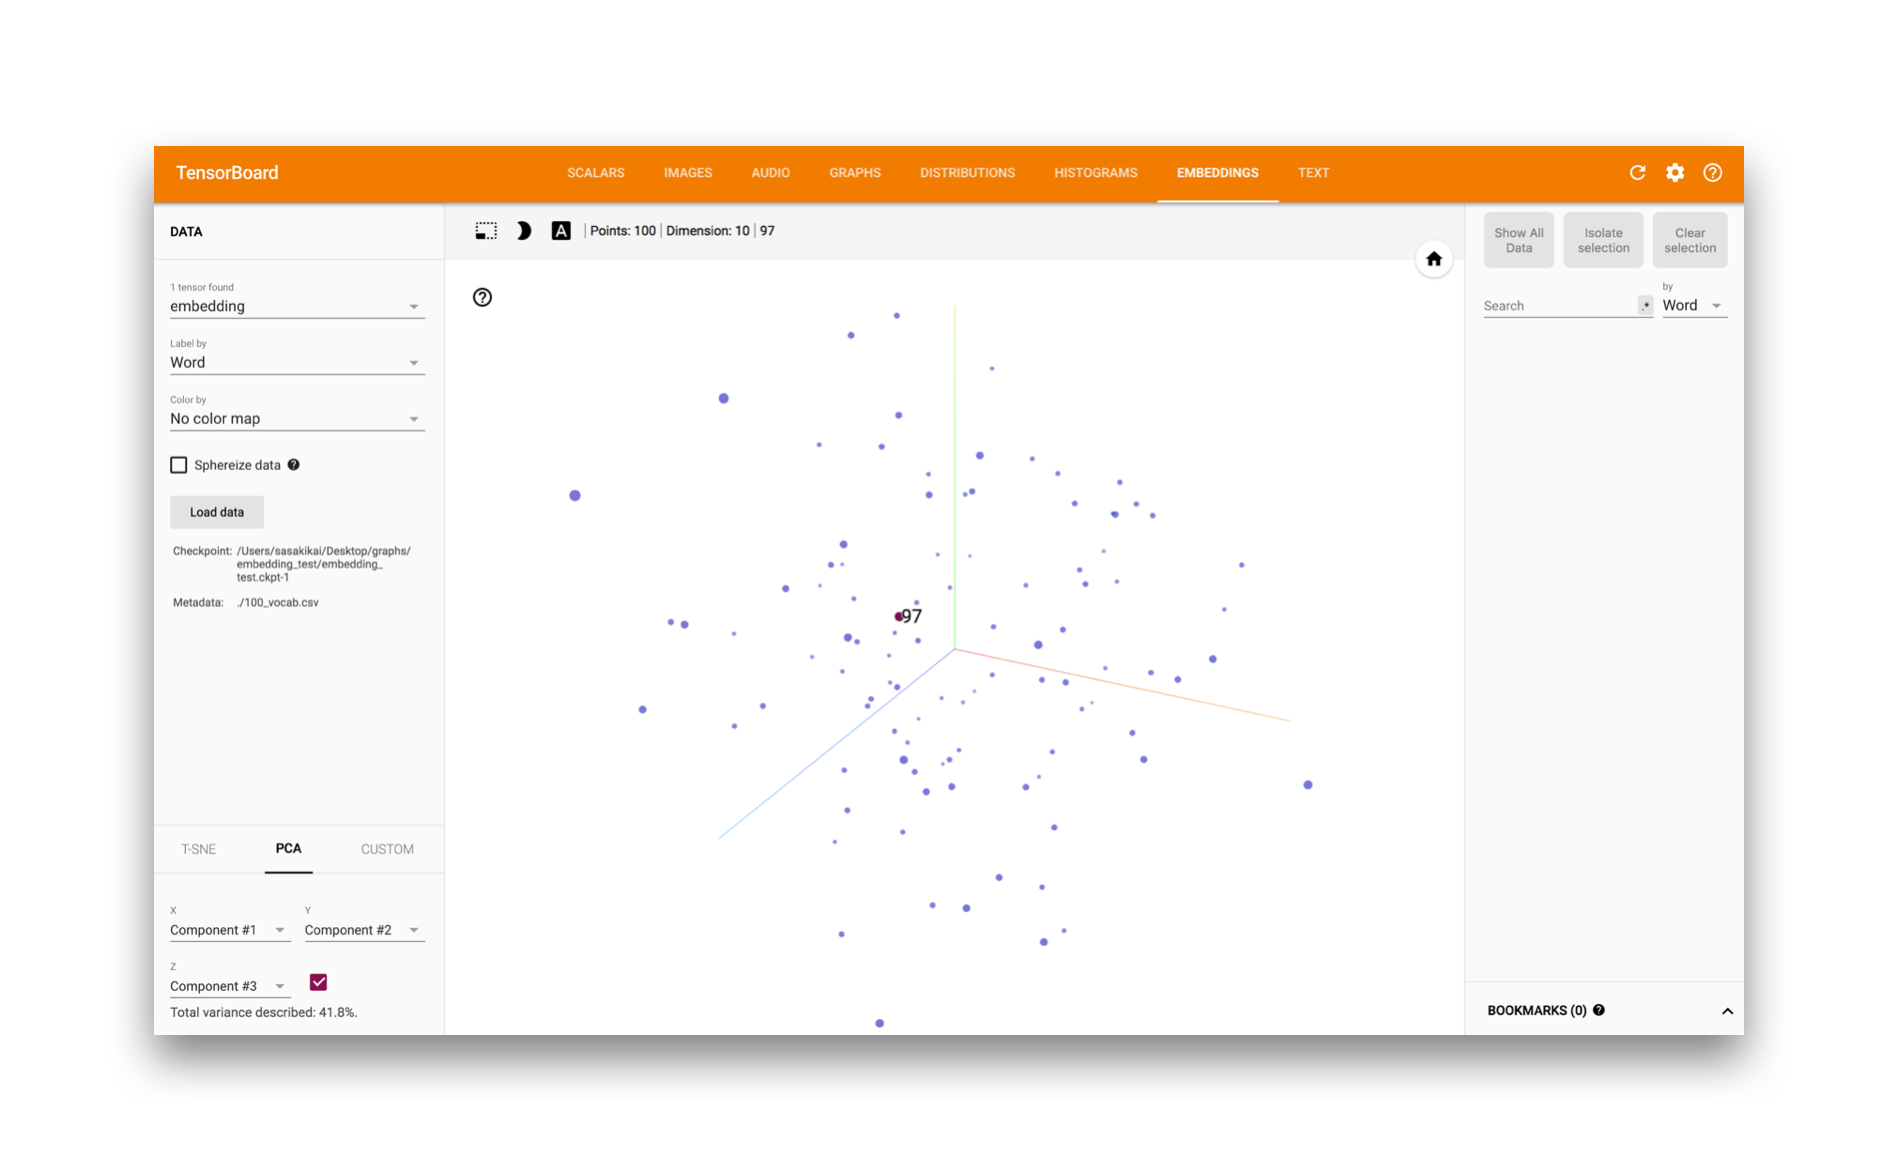 TensorBoard
SCALARS
IMAGES
AUDIO
GRAPHS
DISTRIBUTIONS
HISTOGRAMS
EMBEDDINGS
TEXT
DATA
1 tensor found
embedding
Label by
Word
Color by
No color map
Sphereize data
Load data
Checkpoint: /Users/sasakikai/Desktop/graphs/
embedding_test/embedding_
test.ckpt-1
Metadata: ./100_vocab.csv
T-SNE
PCA
CUSTOM
X
Component #1
Y
Component #2
Z
Component #3
Total variance described: 41.8%.
A
Points: 100 | Dimension: 10 | 97
97
Show All
Data
Isolate
selection
Clear
selection
Search
.*
by
Word
BOOKMARKS (0)